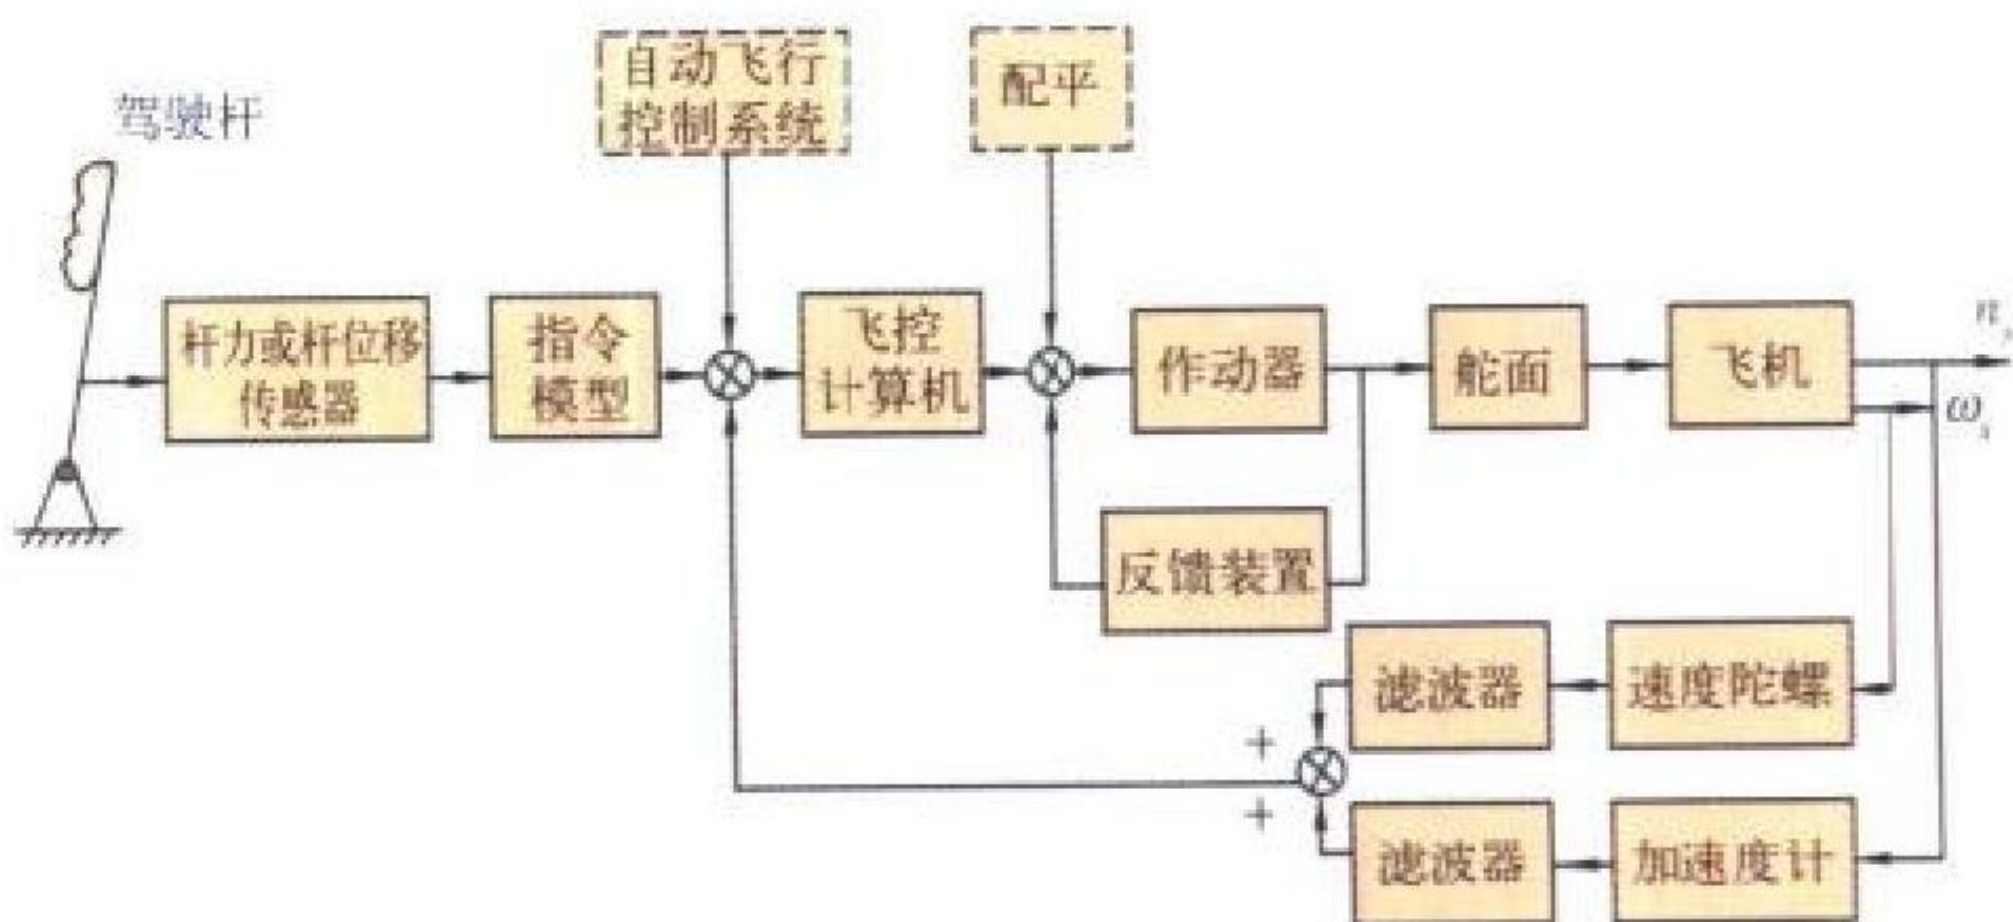 驾驶杆
自动飞行
控制系统
配平
杆力或杆位移
传感器
指令
模型
飞控
计算机
作动器
舵面
飞机
n
ω
反馈装置
滤波器
速度陀螺
+
+
滤波器
加速度计